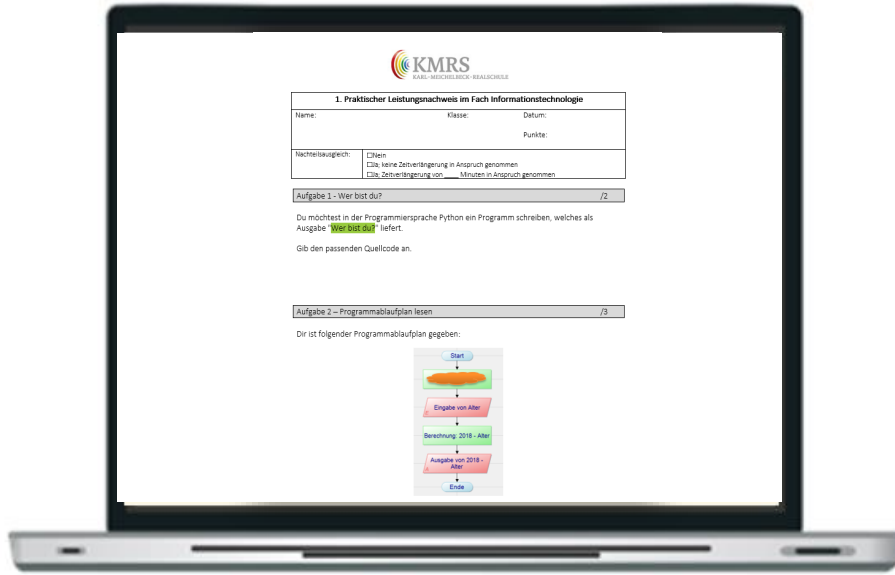 KMRS
KARL-MEICHELBECK-REALSCHULE
1. Praktischer Leistungsnachweis im Fach Informationstechnologie
Name: Klasse: Datum:
Punkte:
Nachteilsausgleich: ☐Nein
☐Ja; keine Zeitverlängerung in Anspruch genommen
☐Ja; Zeitverlängerung von ____ Minuten in Anspruch genommen
Aufgabe 1 - Wer bist du? /2
Du möchtest in der Programmiersprache Python ein Programm schreiben, welches als
Ausgabe "Wer bist du?" liefert.
Gib den passenden Quellcode an.
Aufgabe 2 – Programmablaufplan lesen /3
Dir ist folgender Programmablaufplan gegeben:
Start
Eingabe von Alter
Berechnung: 2018 - Alter
Ausgabe von 2018 -
Alter
Ende